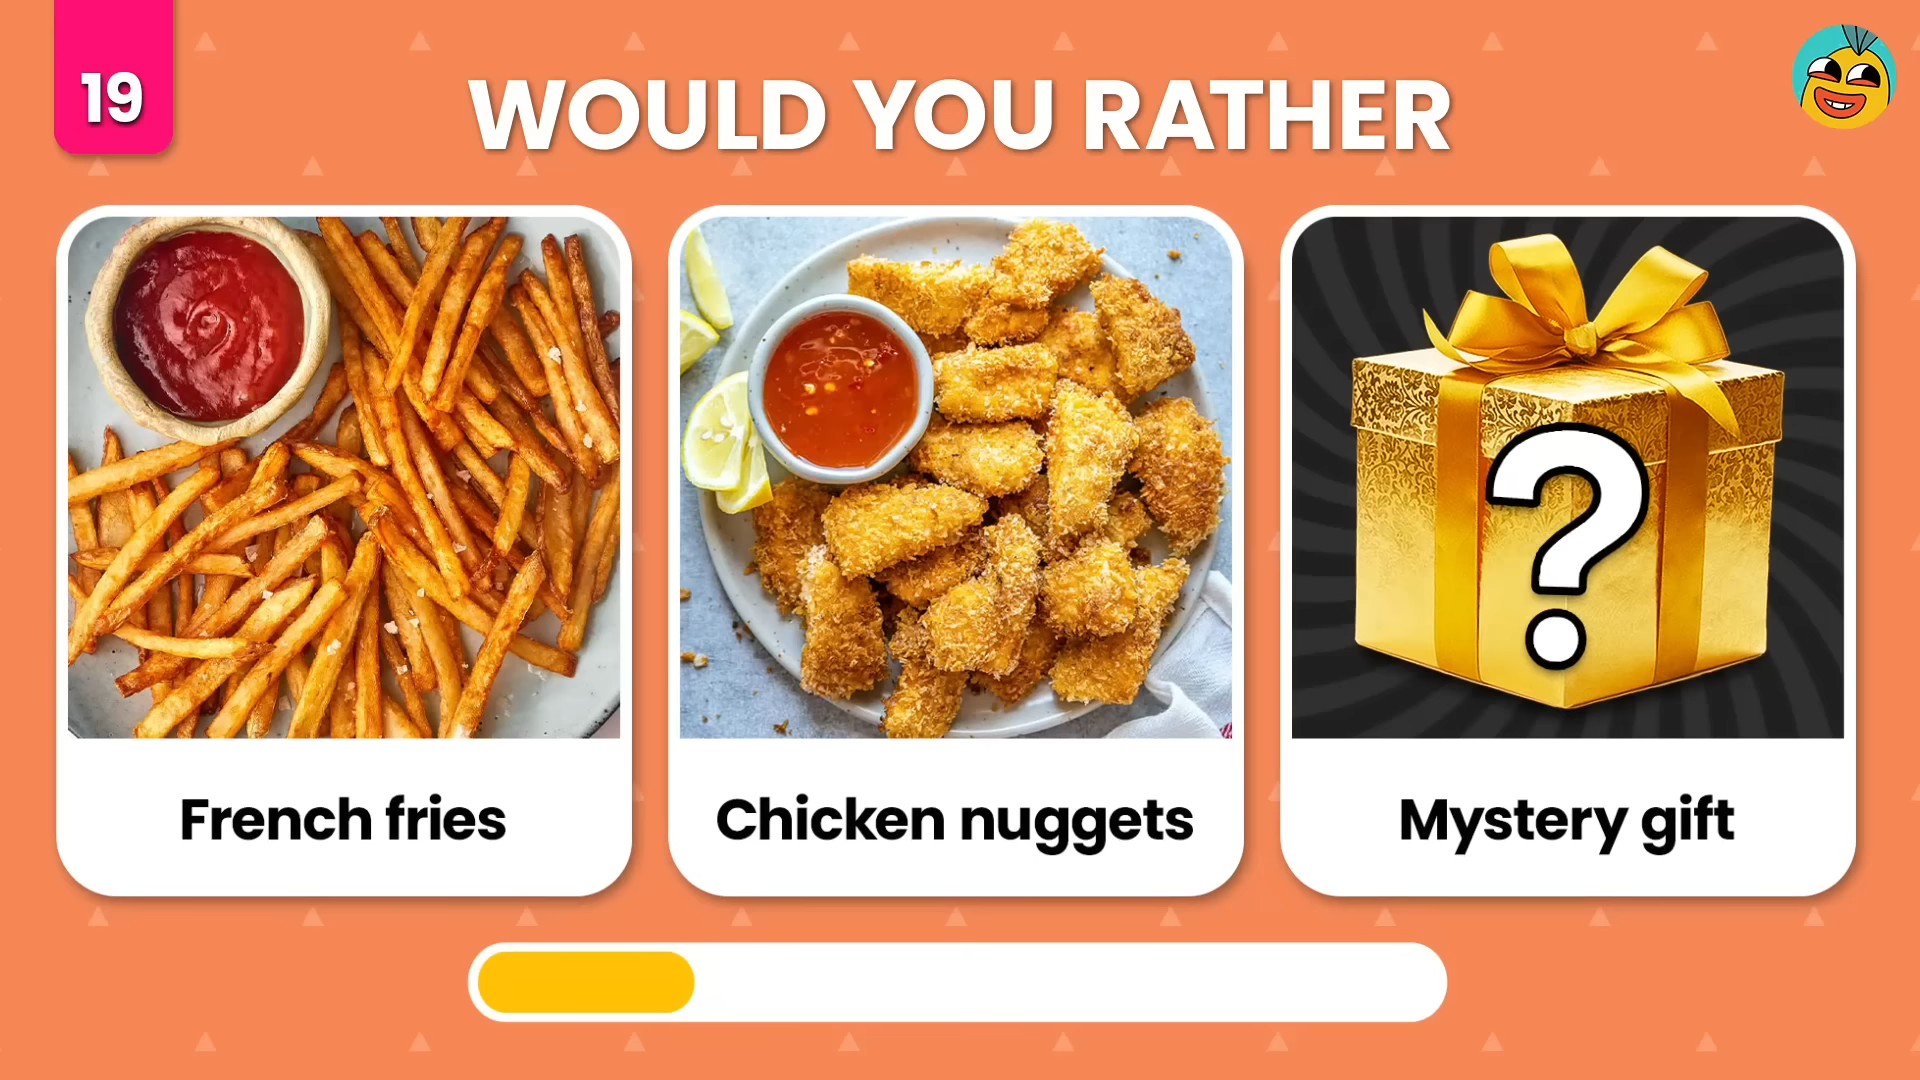 19
WOULD YOU RATHER
?
French fries
Chicken nuggets
Mystery gift